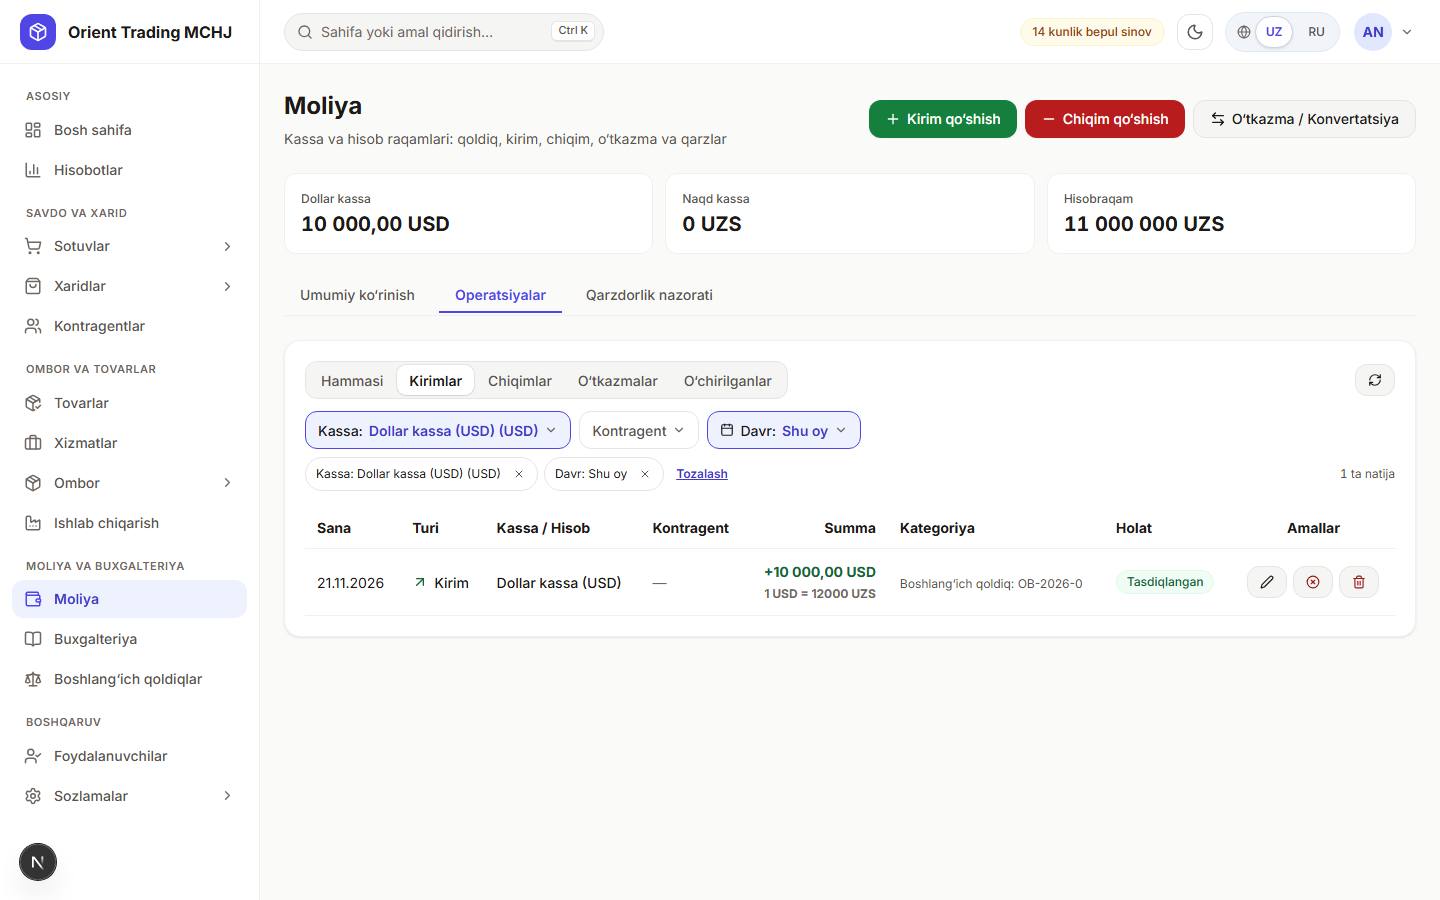 Orient Trading MCHJ
Sahifa yoki amal qidirish...
Ctrl K
14 kunlik bepul sinov
UZ
RU
AN
ASOSIY
Bosh sahifa
Hisobotlar
SAVDO VA XARID
Sotuvlar
Xaridlar
Kontragentlar
OMBOR VA TOVARLAR
Tovarlar
Xizmatlar
Ombor
Ishlab chiqarish
MOLIYA VA BUXGALTERIYA
Moliya
Buxgalteriya
Boshlang‘ich qoldiqlar
BOSHQARUV
Foydalanuvchilar
Sozlamalar
N
Moliya
Kassa va hisob raqamlari: qoldiq, kirim, chiqim, o‘tkazma va qarzlar
Kirim qo‘shish
Chiqim qo‘shish
O‘tkazma / Konvertatsiya
Dollar kassa
10 000,00 USD
Naqd kassa
0 UZS
Hisobraqam
11 000 000 UZS
Umumiy ko‘rinish
Operatsiyalar
Qarzdorlik nazorati
Hammasi
Kirimlar
Chiqimlar
O‘tkazmalar
O‘chirilganlar
Kassa: Dollar kassa (USD) (USD)
Kontragent
Davr: Shu oy
Kassa: Dollar kassa (USD) (USD)
Davr: Shu oy
Tozalash
1 ta natija
Sana Turi Kassa / Hisob Kontragent Summa Kategoriya Holat Amallar
21.11.2026 Kirim Dollar kassa (USD) — +10 000,00 USD Boshlang‘ich qoldiq: OB-2026-0 Tasdiqlangan
1 USD = 12000 UZS